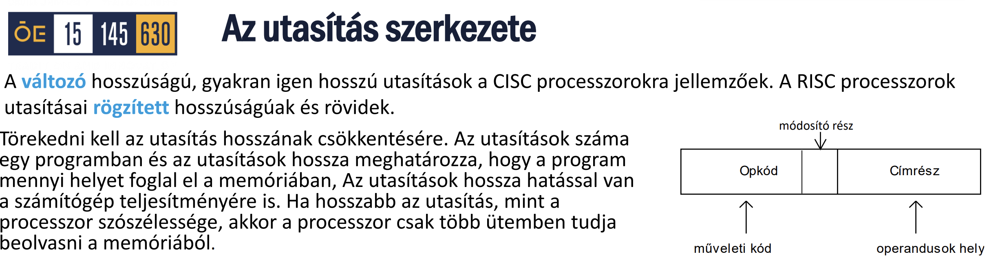 ŌE 15 145 630
Az utasítás szerkezete
A változó hosszúságú, gyakran igen hosszú utasítások a CISC processzorokra jellemzőek. A RISC processzorok
utasításai rögzített hosszúságúak és rövidek.
Törekedni kell az utasítás hosszának csökkentésére. Az utasítások száma
egy programban és az utasítások hossza meghatározza, hogy a program
mennyi helyet foglal el a memóriában, Az utasítások hossza hatással van
a számítógép teljesítményére is. Ha hosszabb az utasítás, mint a
processzor szószélessége, akkor a processzor csak több ütemben tudja
beolvasni a memóriából.
módosító rész
Opkód
Címrész
műveleti kód
operandusok hely